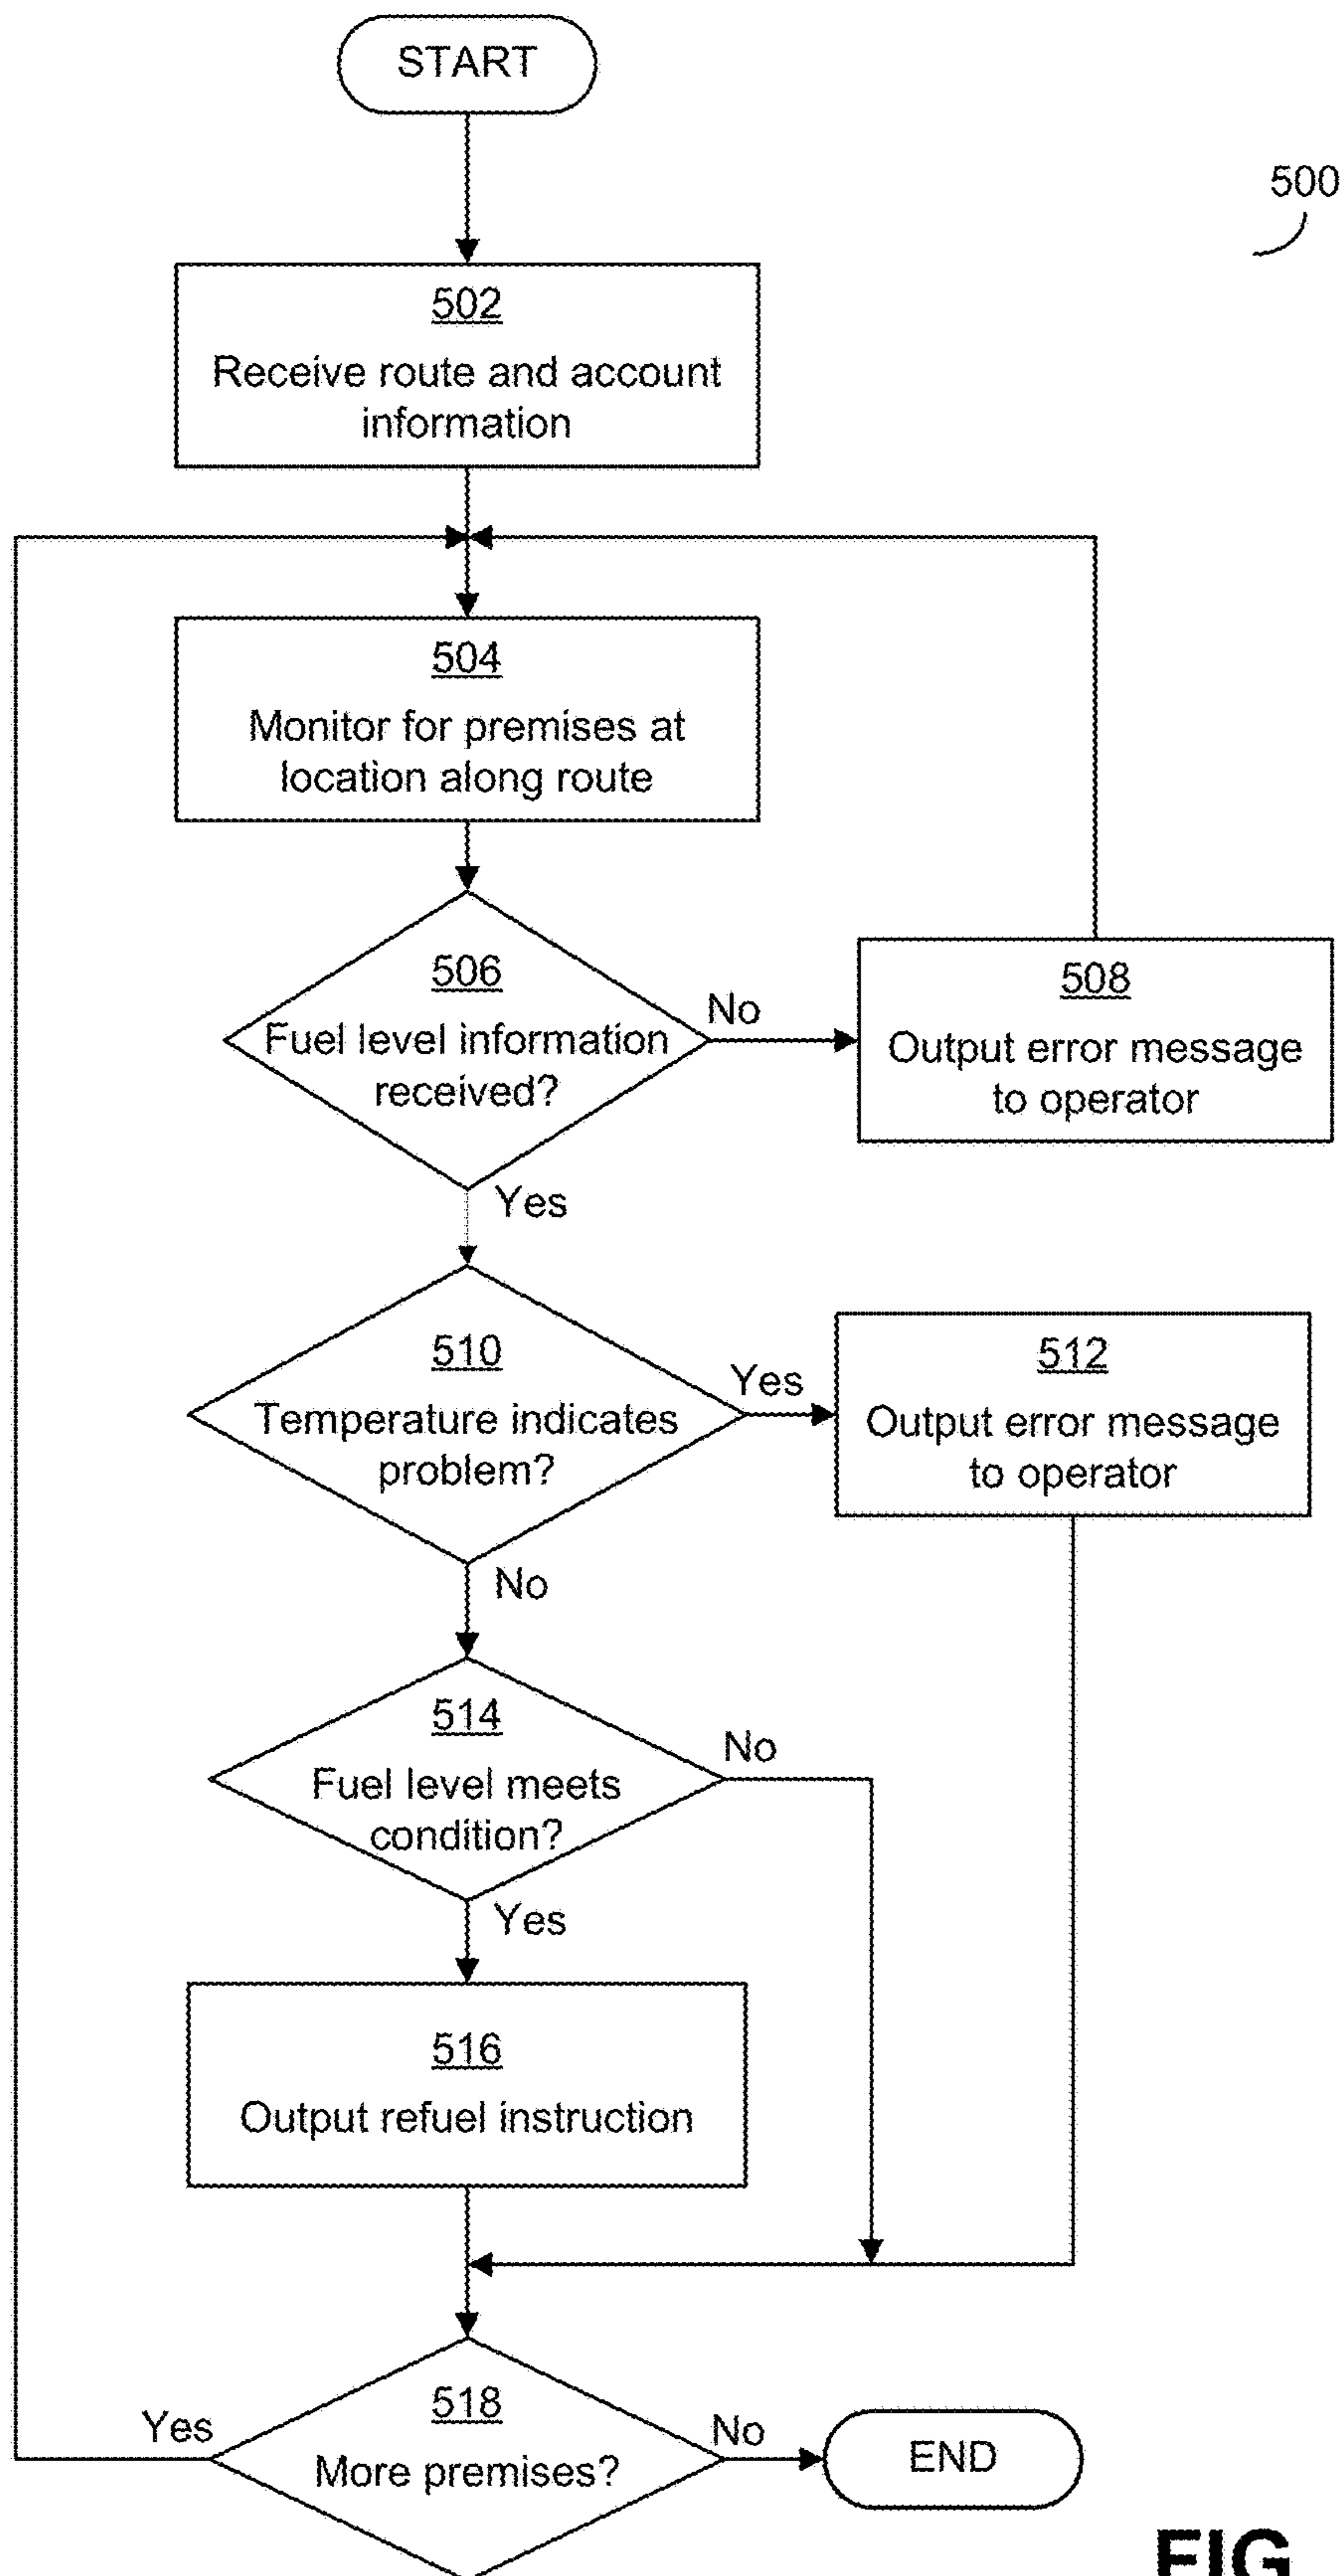 START
500
502
Receive route and account
information
504
Monitor for premises at
location along route
506
Fuel level information
received?
No
508
Output error message
to operator
Yes
510
Temperature indicates
problem?
Yes
512
Output error message
to operator
No
514
Fuel level meets
condition?
No
Yes
516
Output refuel instruction
518
More premises?
Yes
No
END
FIG